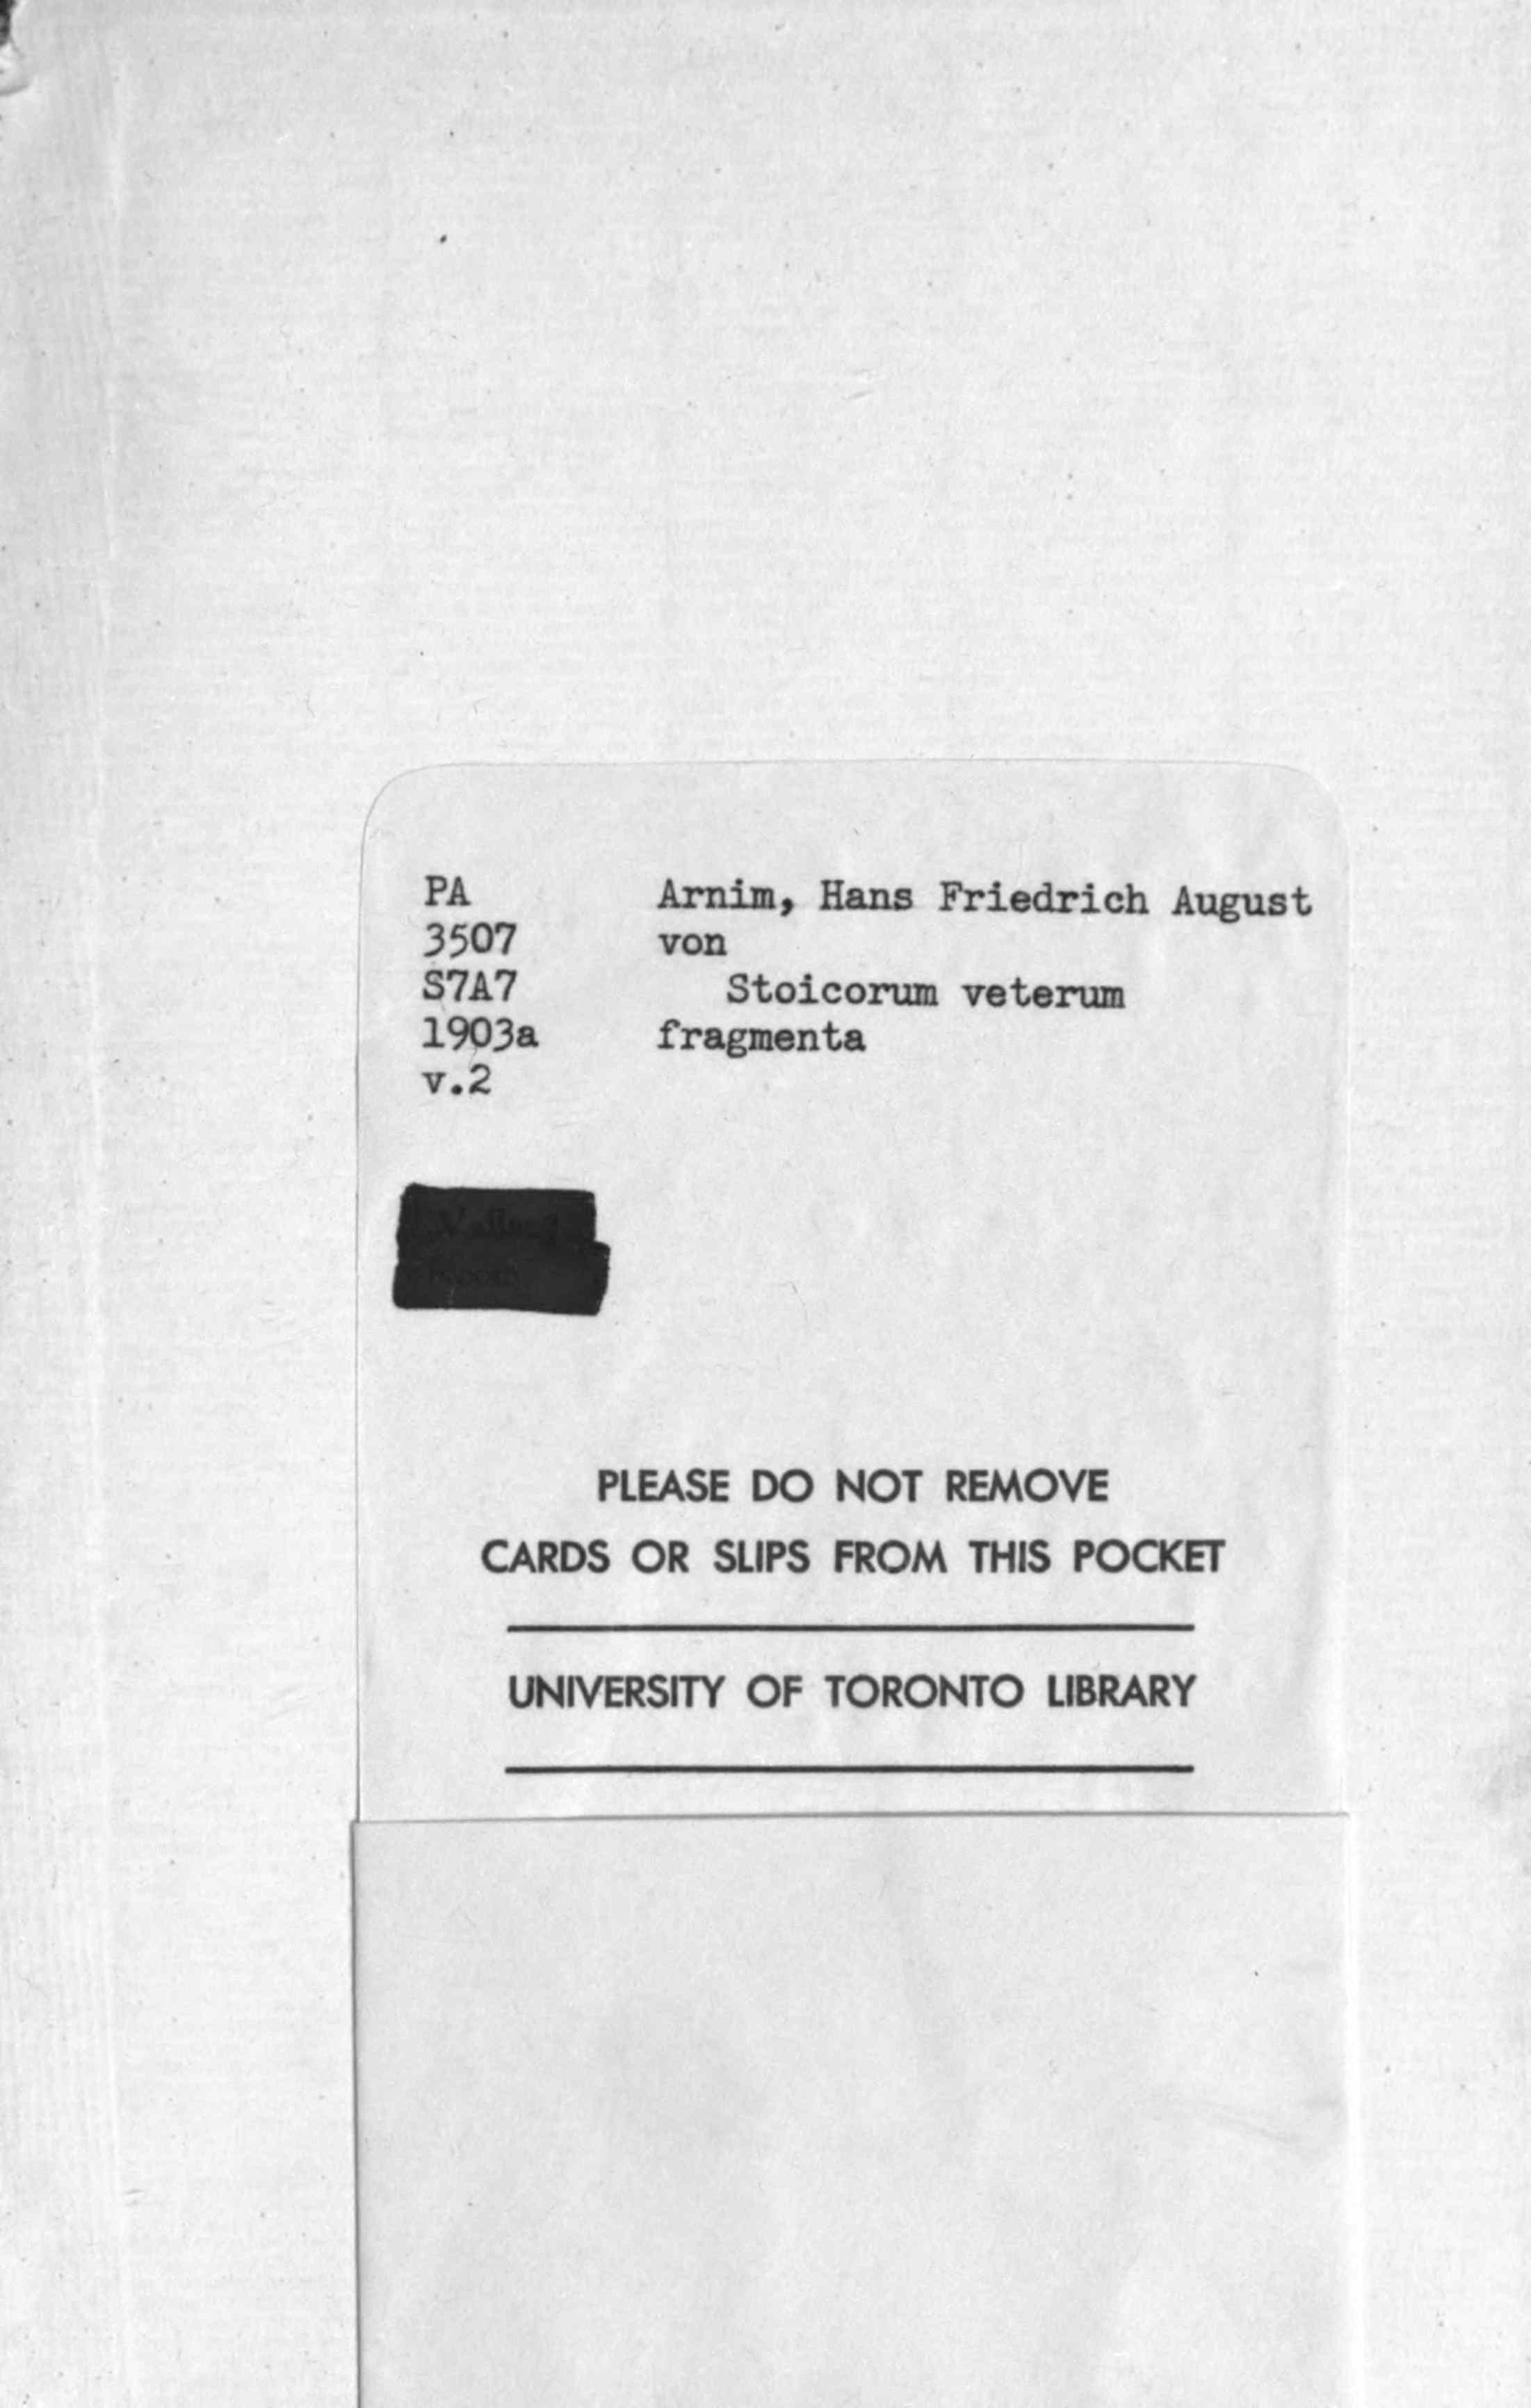 PA Arnim, Hans Friedrich August
3507 von
S7A7 Stoicorum veterum
1903a fragmenta
v.2
PLEASE DO NOT REMOVE
CARDS OR SLIPS FROM THIS POCKET
UNIVERSITY OF TORONTO LIBRARY